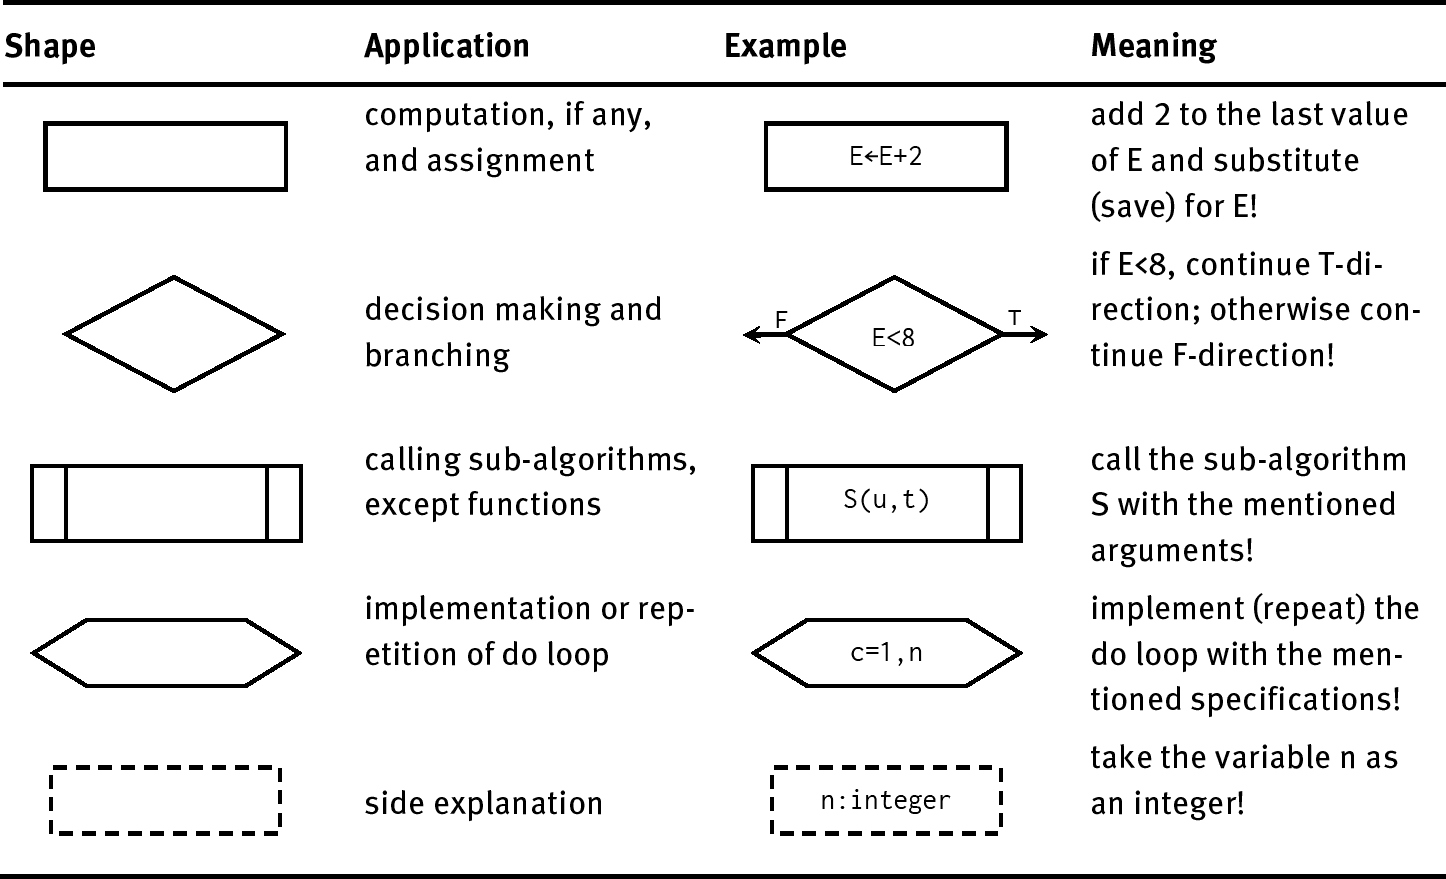 Shape Application Example Meaning
computation, if any,
and assignment
E←E+2
add 2 to the last value
of E and substitute
(save) for E!
decision making and
branching
F E<8 T
if E<8, continue T-di-
rection; otherwise con-
tinue F-direction!
calling sub-algorithms,
except functions
S(u,t)
call the sub-algorithm
S with the mentioned
arguments!
implementation or rep-
etition of do loop
c=1,n
implement (repeat) the
do loop with the men-
tioned specifications!
side explanation
n:integer
take the variable n as
an integer!